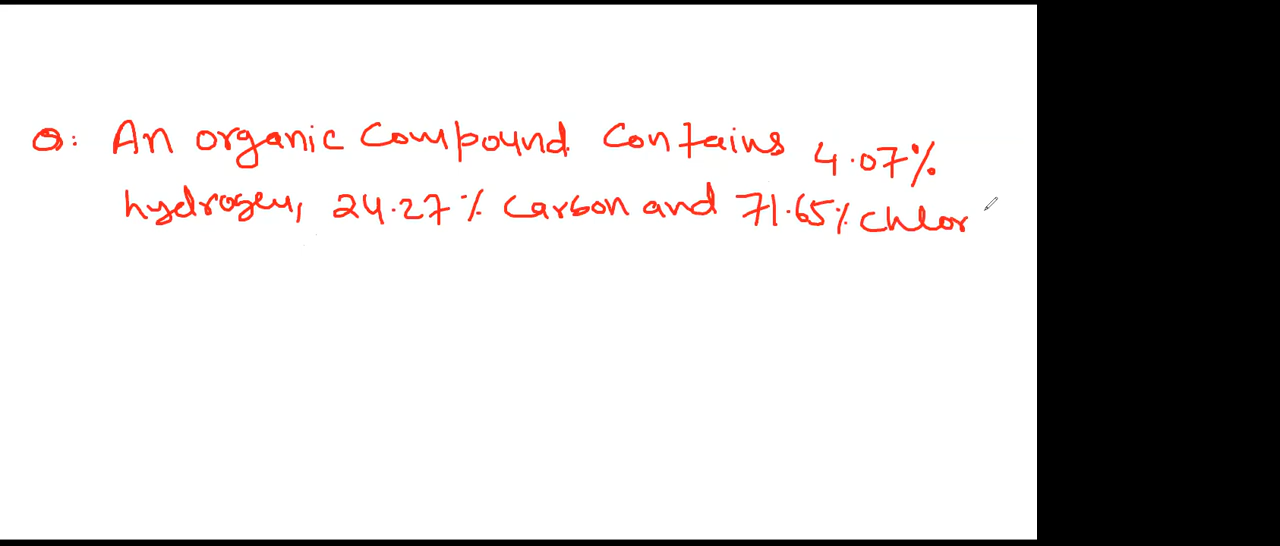 Q: An organic compound contains 4.07%
hydrogen, 24.27% carbon and 71.65% chlor